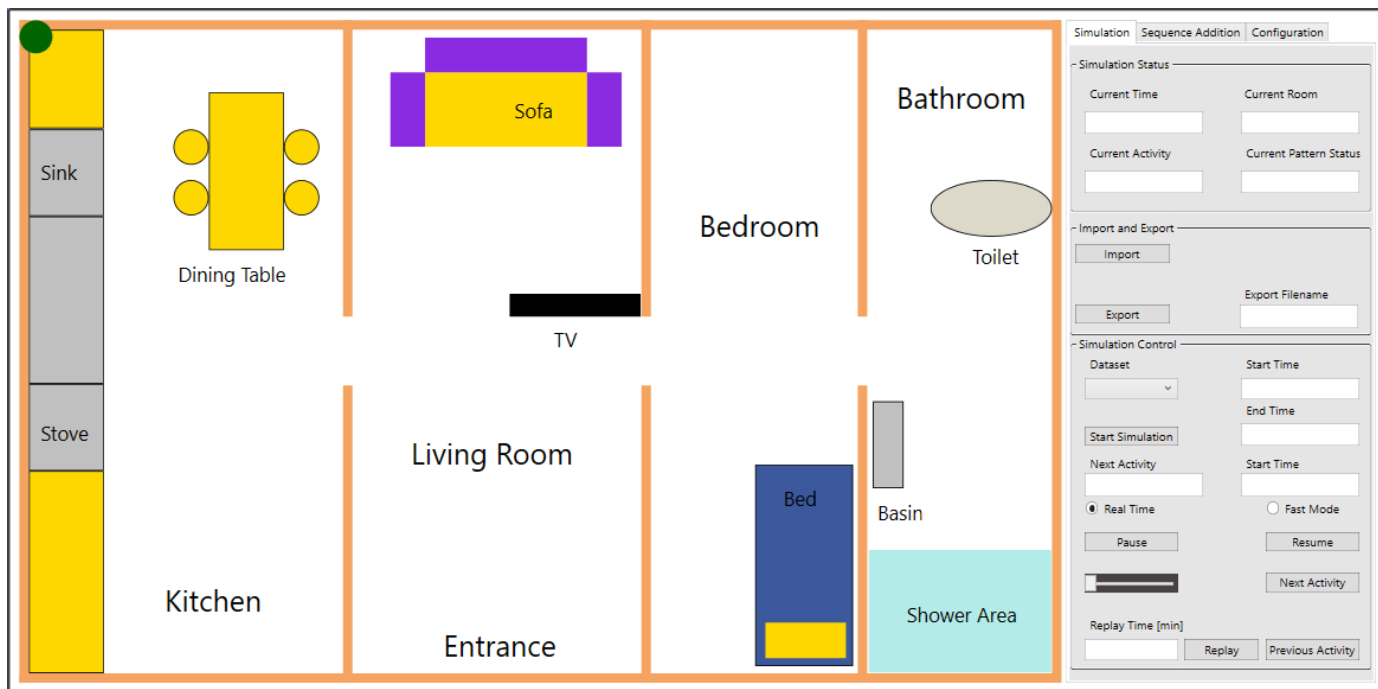 Sink
Stove
Dining Table
Kitchen
Sofa
TV
Living Room
Entrance
Bedroom
Bed
Bathroom
Toilet
Basin
Shower Area
Simulation Sequence Addition Configuration
Simulation Status
Current Time Current Room
Current Activity Current Pattern Status
Import and Export
Import
Export Filename
Export
Simulation Control
Dataset Start Time
End Time
Start Simulation
Next Activity Start Time
Real Time Fast Mode
Pause Resume
Next Activity
Replay Time [min]
Replay Previous Activity